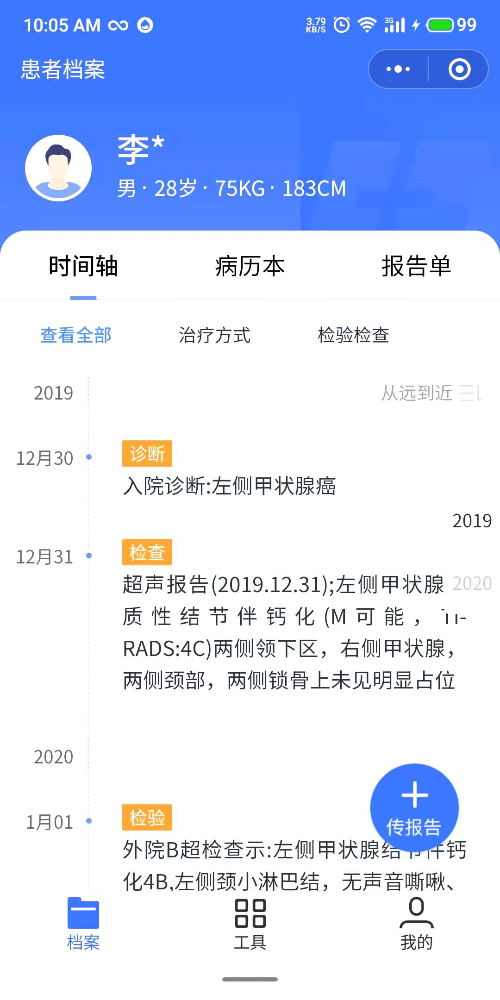 10:05 AM
3.79 KB/S
3G
99
患者档案
李*
男 · 28岁 · 75KG · 183CM
时间轴 病历本 报告单
查看全部 治疗方式 检验检查
2019 从远到近
12月30 诊断
入院诊断:左侧甲状腺癌
2019
12月31 检查
超声报告(2019.12.31);左侧甲状腺
2020
质性结节伴钙化(M可能，
RADS:4C)两侧领下区，右侧甲状腺，
两侧颈部，两侧锁骨上未见明显占位
2020
传报告
1月01 检验
外院B超检查示:左侧甲状腺结节伴钙
化4B,左侧颈小淋巴结，无声音嘶啾、
档案 工具 我的